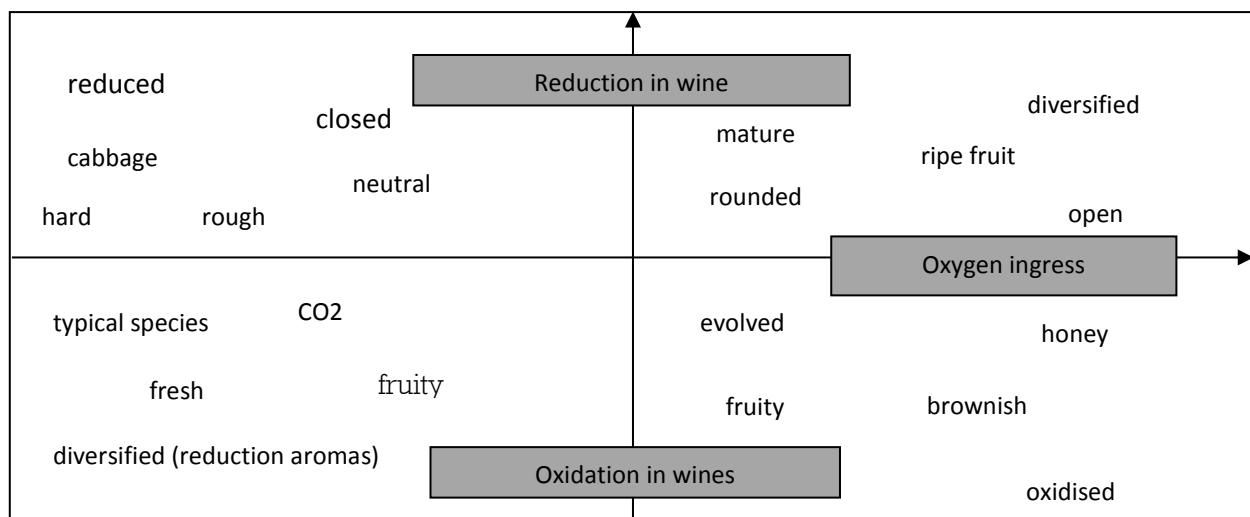 reduced
Reduction in wine
diversified
closed
mature
cabbage
ripe fruit
neutral
rounded
hard
rough
open
Oxygen ingress
typical species
CO2
evolved
honey
fresh
fruity
fruity
brownish
diversified (reduction aromas)
Oxidation in wines
oxidised